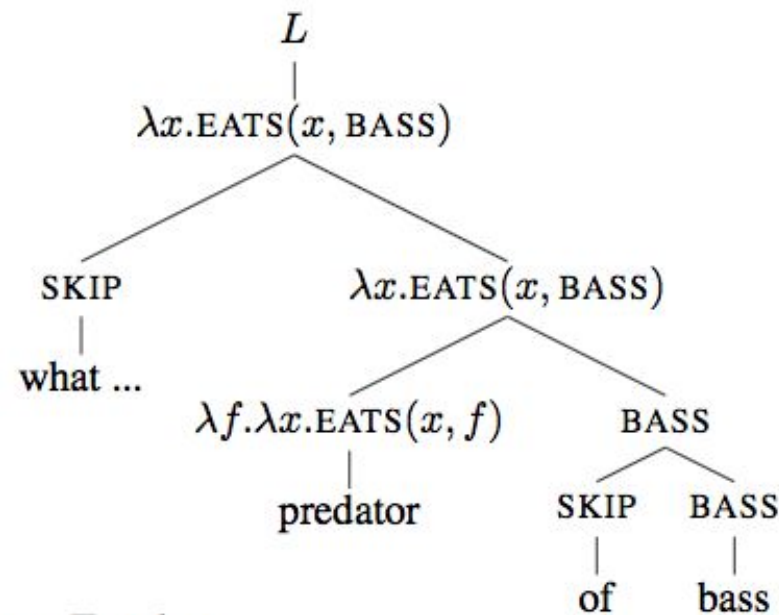 L
λx.EATS(x, BASS)
SKIP λx.EATS(x, BASS)
what ...
λf.λx.EATS(x, f) BASS
predator SKIP BASS
of bass